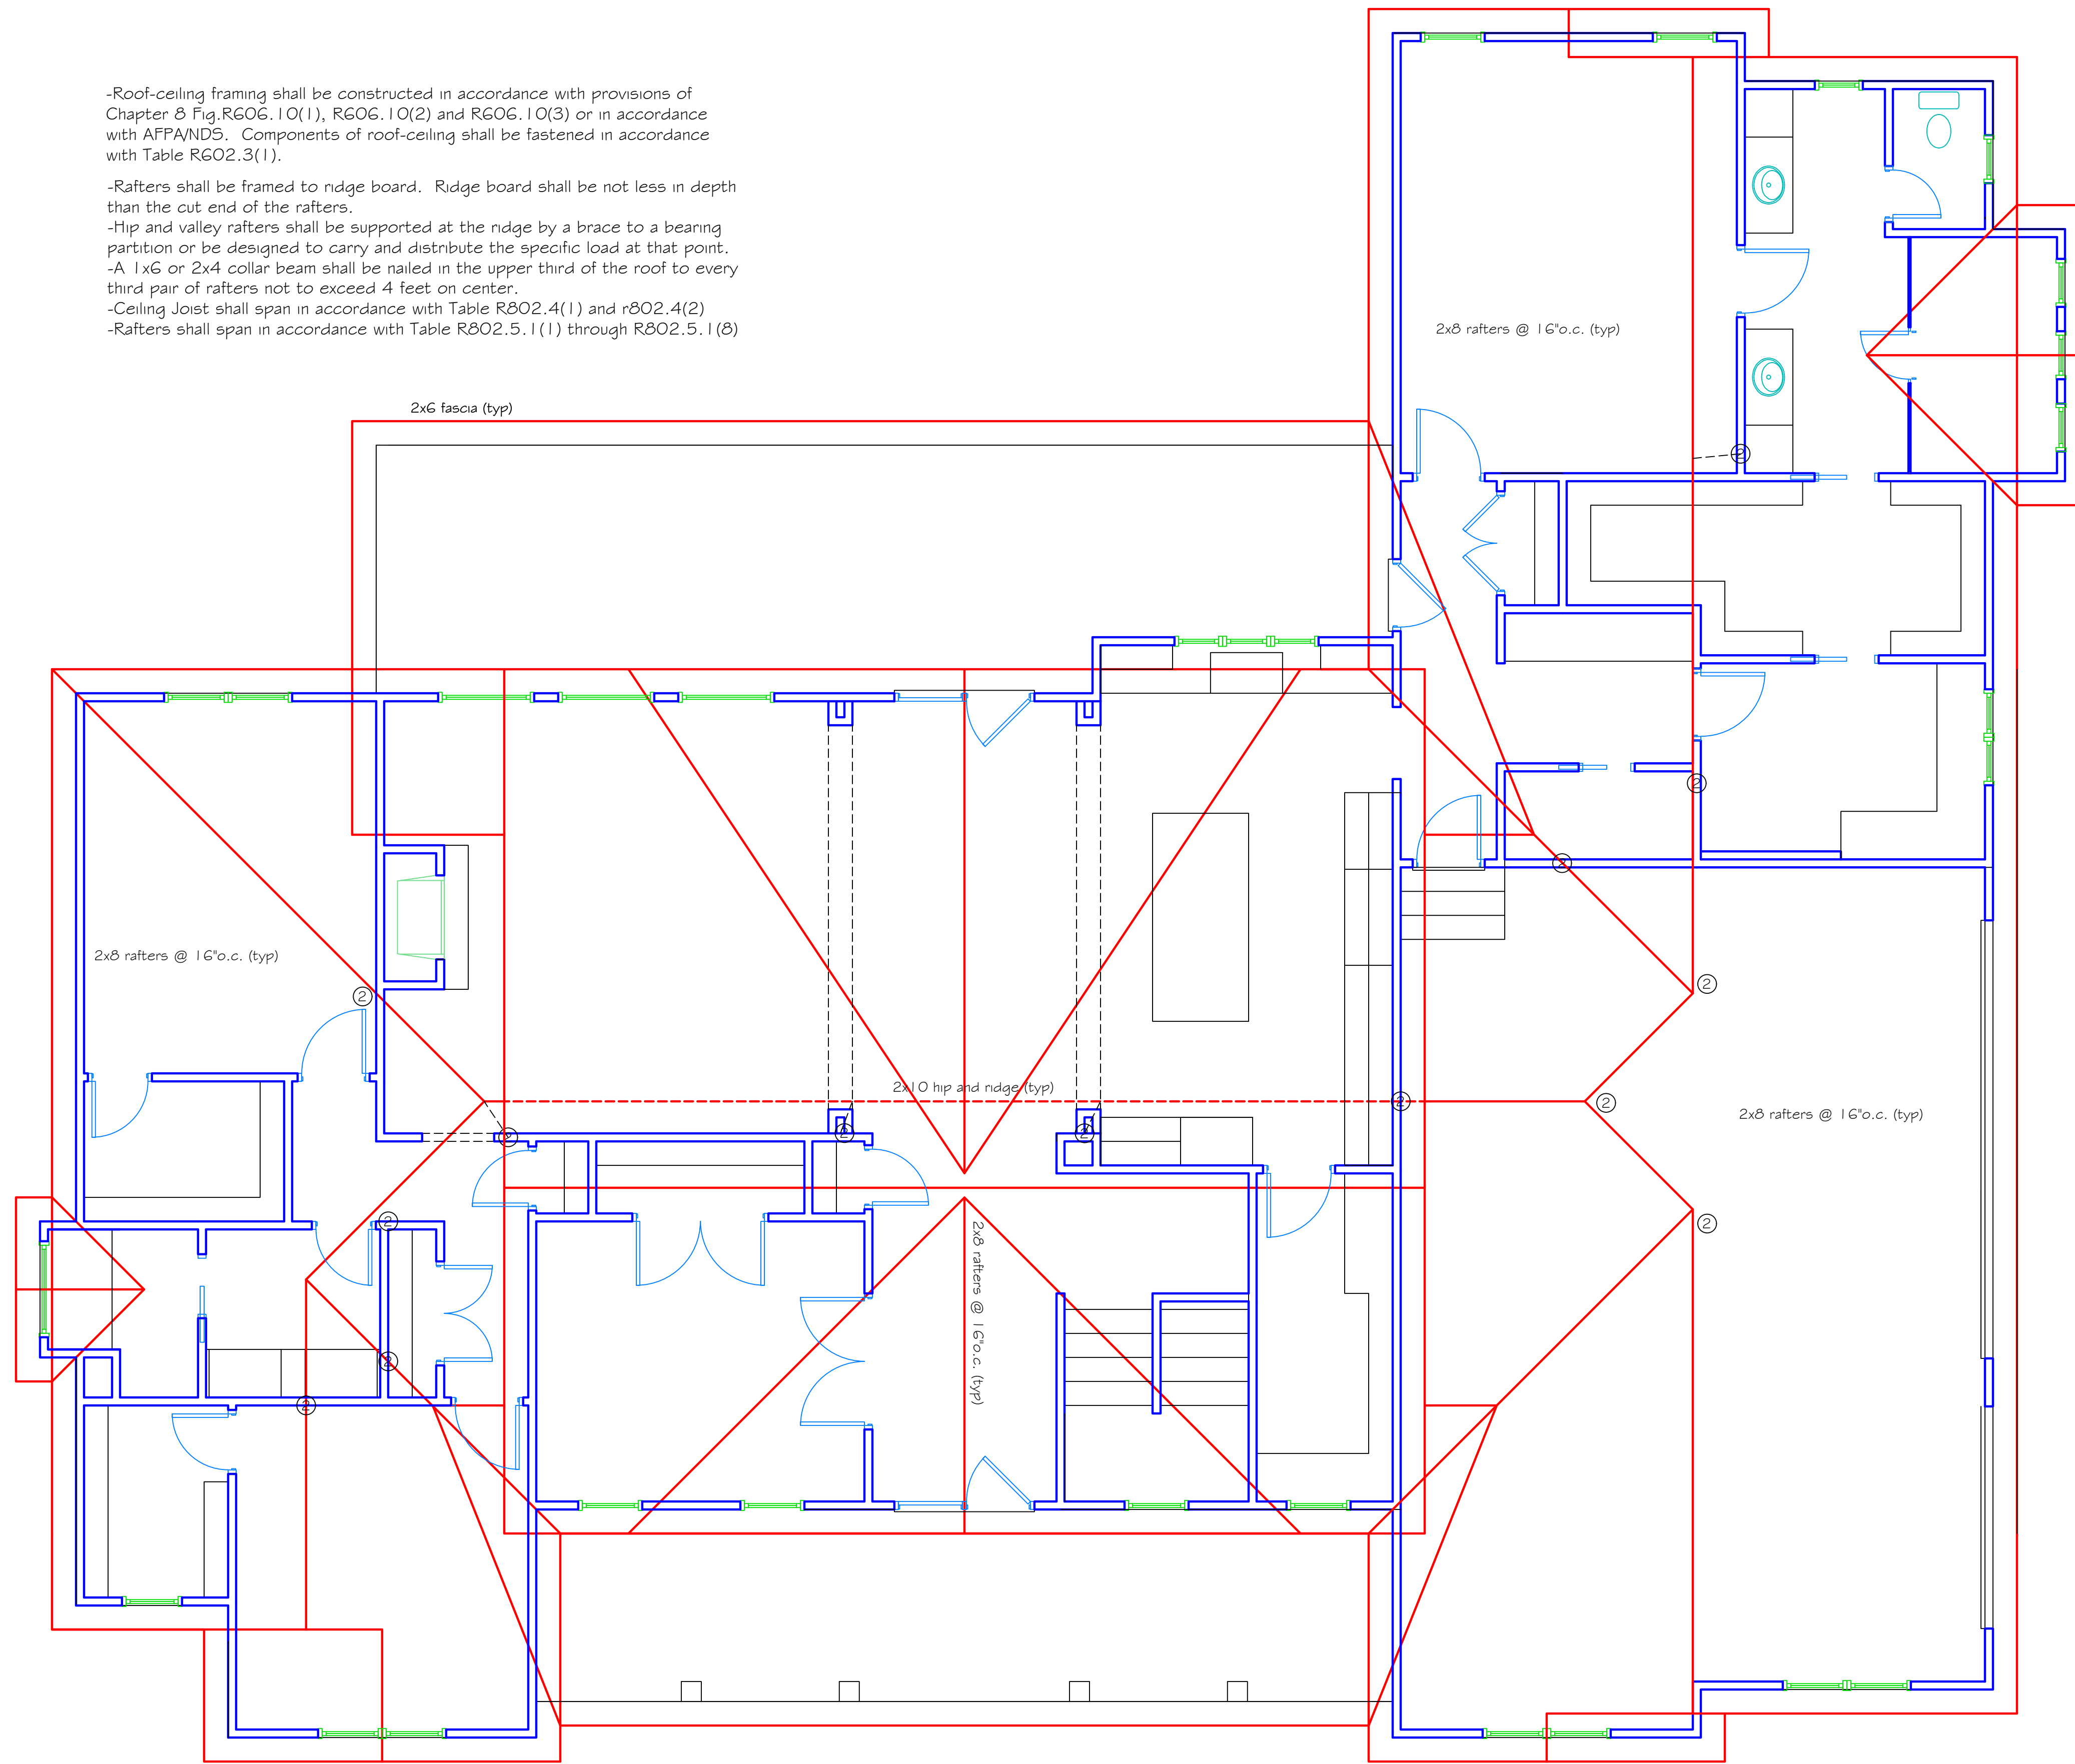 -Roof-ceiling framing shall be constructed in accordance with provisions of
Chapter 8 Fig.R606.10(1), R606.10(2) and R606.10(3) or in accordance
with AFPA/NDS.  Components of roof-ceiling shall be fastened in accordance
with Table R602.3(1).
-Rafters shall be framed to ridge board.  Ridge board shall be not less in depth
than the cut end of the rafters.
-Hip and valley rafters shall be supported at the ridge by a brace to a bearing
partition or be designed to carry and distribute the specific load at that point.
-A 1x6 or 2x4 collar beam shall be nailed in the upper third of the roof to every
third pair of rafters not to exceed 4 feet on center.
-Ceiling Joist shall span in accordance with Table R802.4(1) and r802.4(2)
-Rafters shall span in accordance with Table R802.5.1(1) through R802.5.1(8)
2x8 rafters @ 16"o.c. (typ)
2x6 fascia (typ)
2
2
2
2x8 rafters @ 16"o.c. (typ)
2
2
2x10 hip and ridge (typ)
2
2
2x8 rafters @ 16"o.c. (typ)
2
2
2
2
2
2x8 rafters @ 16"o.c. (typ)
2
2